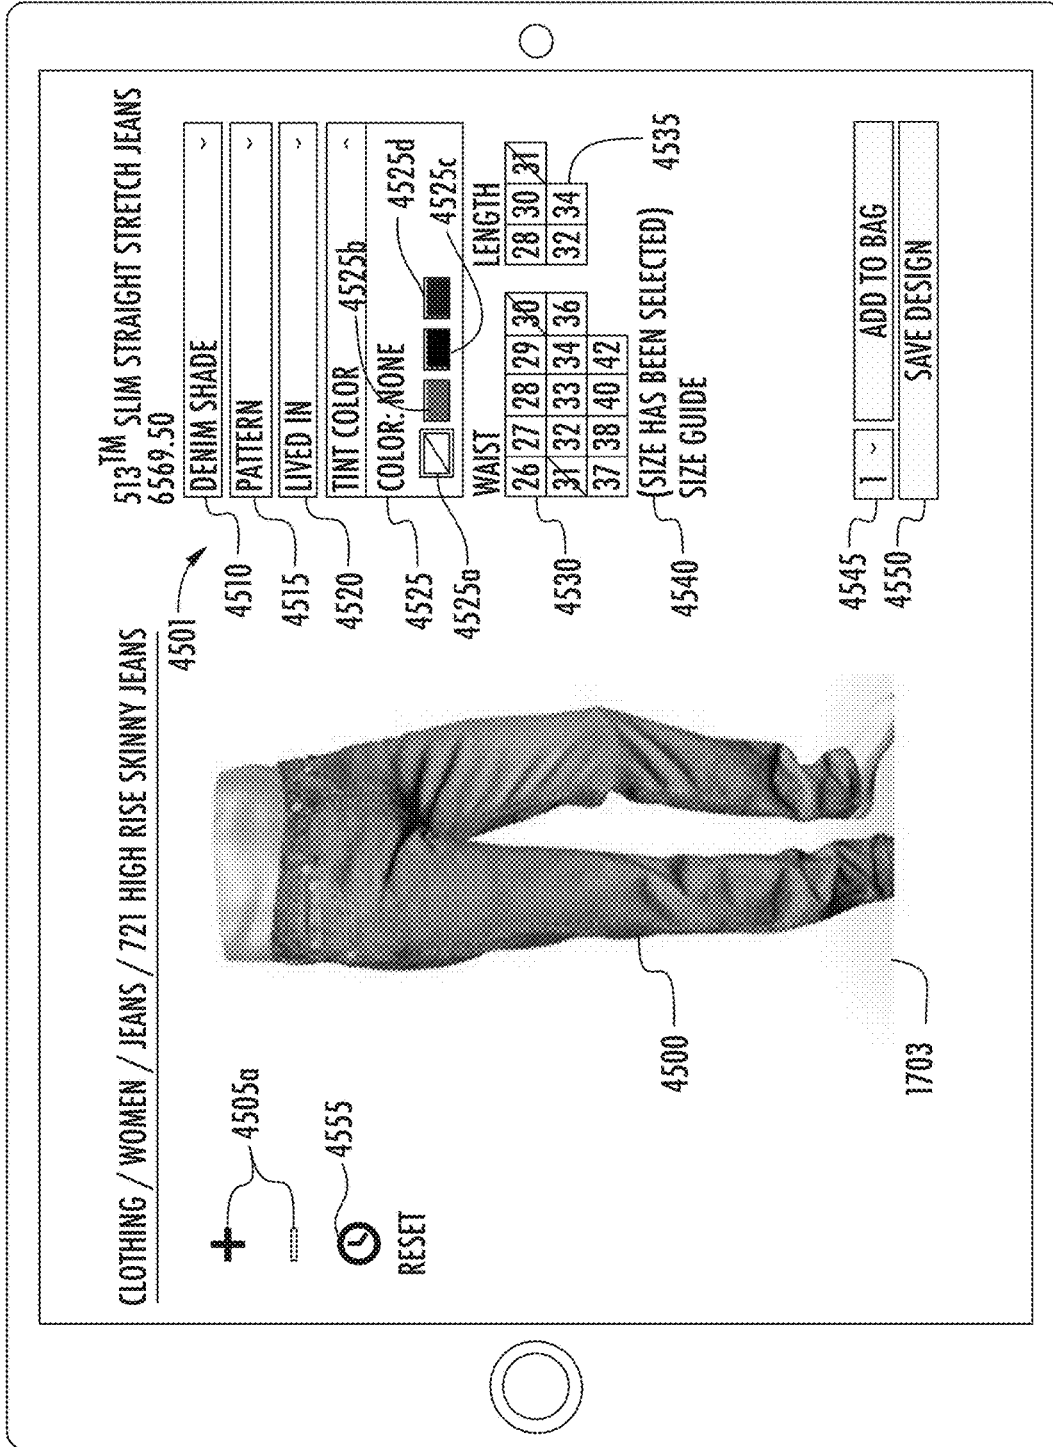 CLOTHING / WOMEN / JEANS / 721 HIGH RISE SKINNY JEANS
4505a
4555
RESET
4500
1703
4501
513™ SLIM STRAIGHT STRETCH JEANS
6569.50
4510
DENIM SHADE
4515
PATTERN
4520
LIVED IN
TINT COLOR
4525b
4525
COLOR: NONE
4525d
4525a
4525c
WAIST
26 27 28 29 30
31 32 33 34 36
37 38 40 42
4530
LENGTH
28 30 31
32 34
4535
4540
(SIZE HAS BEEN SELECTED)
SIZE GUIDE
4545
1
ADD TO BAG
4550
SAVE DESIGN